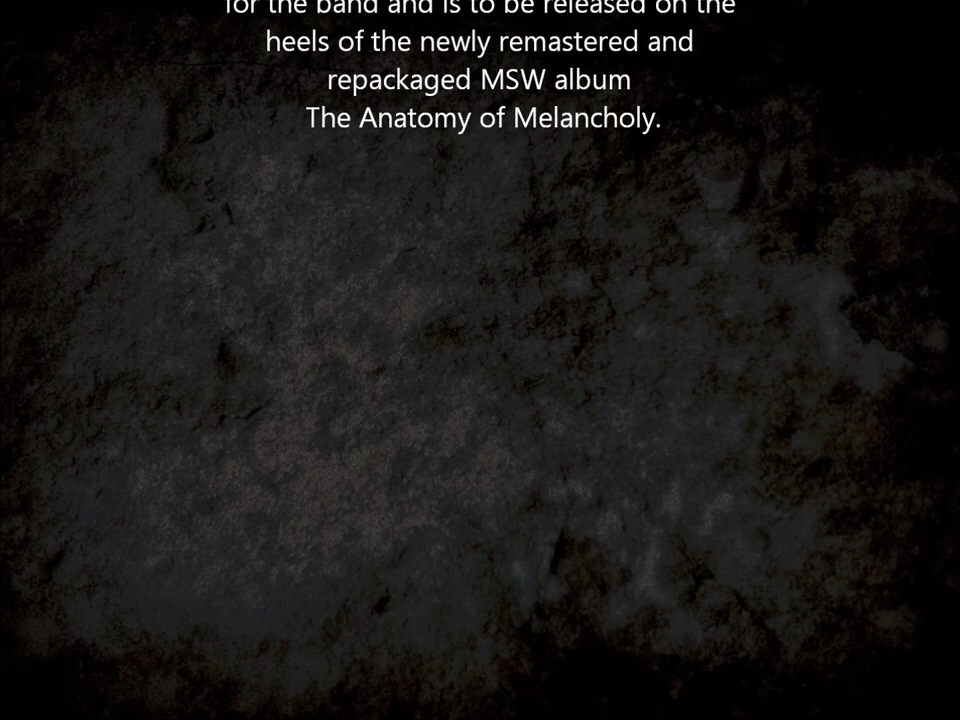 for the band and is to be released on the
heels of the newly remastered and
repackaged MSW album
The Anatomy of Melancholy.